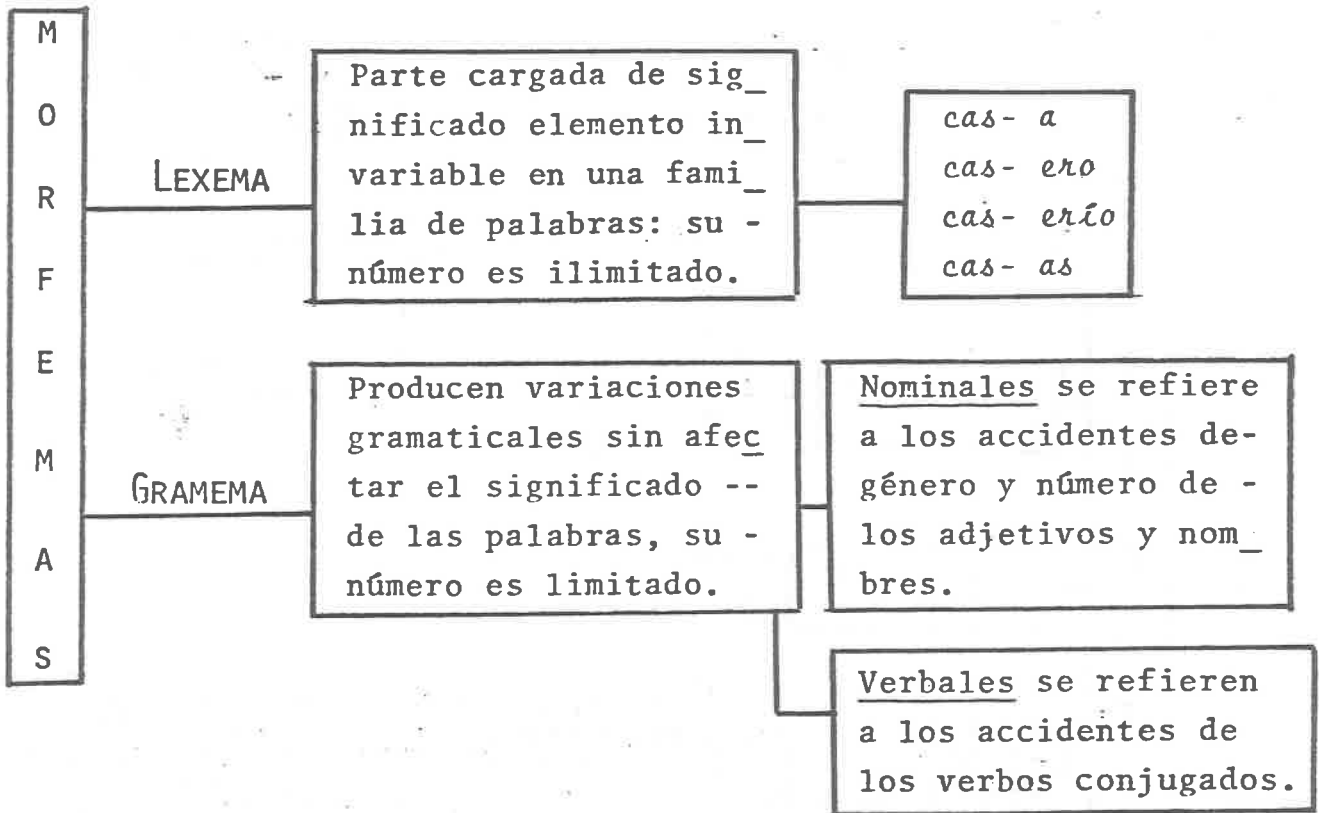 MORFEMAS
LEXEMA
Parte cargada de sig_
nificado elemento in_
variable en una fami_
lia de palabras: su -
número es ilimitado.
cas- a
cas- ero
cas- erío
cas- as
GRAMEMA
Producen variaciones
gramaticales sin afec
tar el significado --
de las palabras, su -
número es limitado.
Nominales se refiere
a los accidentes de-
género y número de -
los adjetivos y nom_
bres.
Verbales se refieren
a los accidentes de
los verbos conjugados.